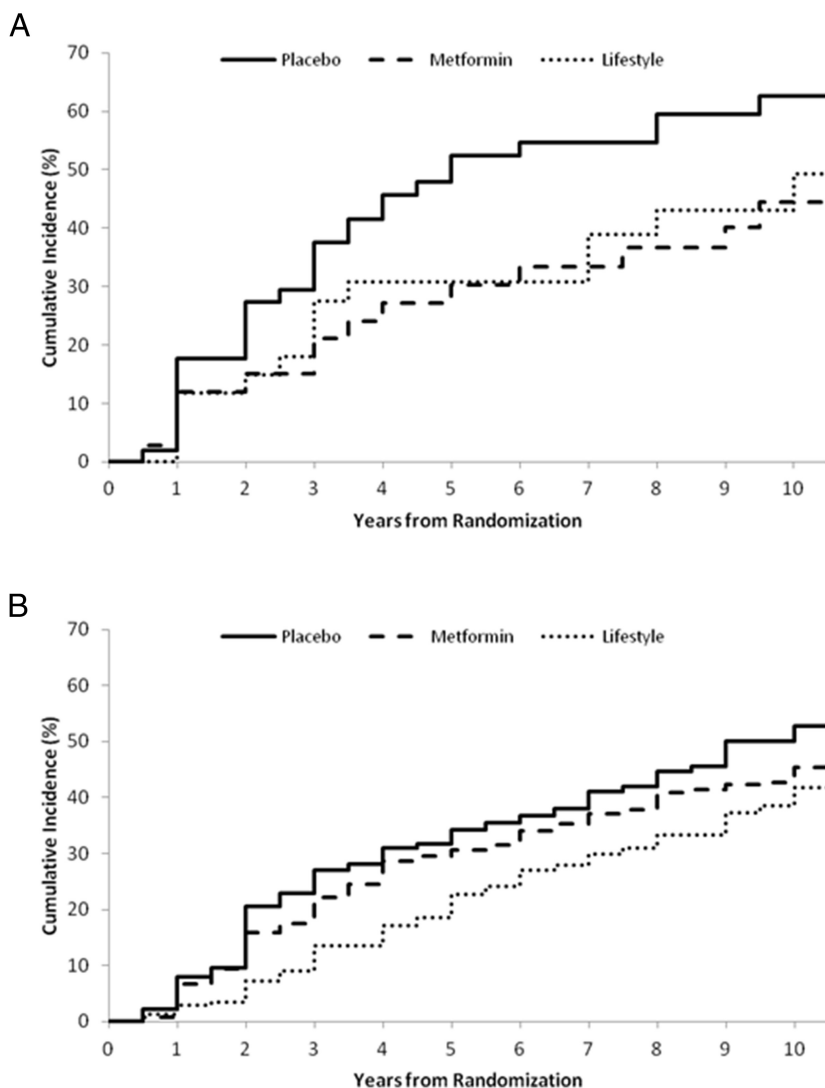 A
70
60
50
40
30
20
10
0
Cumulative Incidence (%)
Placebo Metformin Lifestyle
0 1 2 3 4 5 6 7 8 9 10
Years from Randomization
B
70
60
50
40
30
20
10
0
Cumulative Incidence (%)
Placebo Metformin Lifestyle
0 1 2 3 4 5 6 7 8 9 10
Years from Randomization